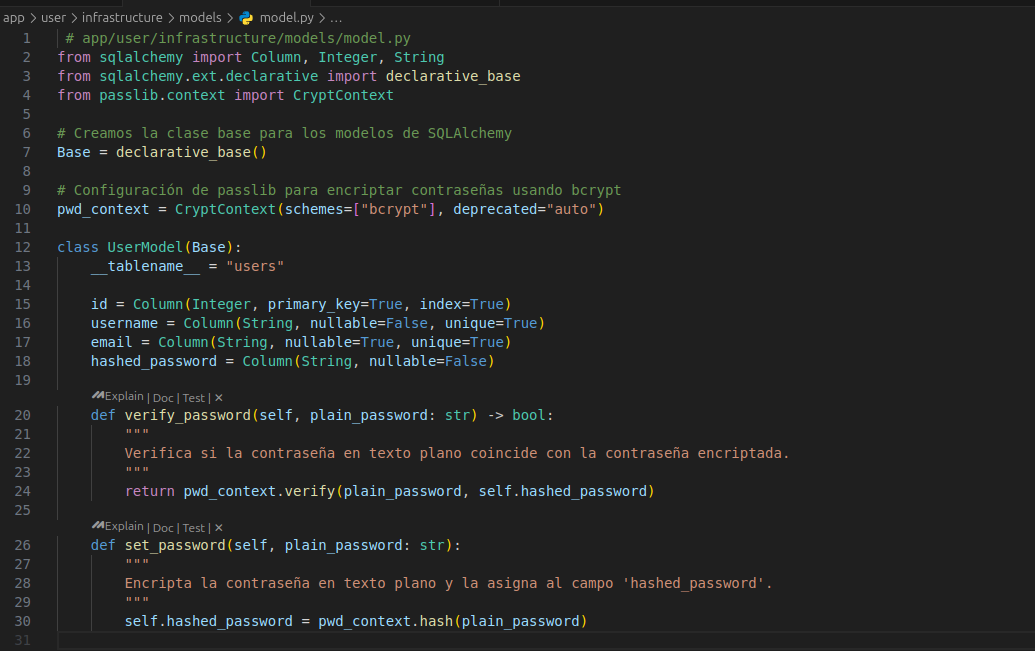 app > user > infrastructure > models > model.py > ...
1 # app/user/infrastructure/models/model.py
2 from sqlalchemy import Column, Integer, String
3 from sqlalchemy.ext.declarative import declarative_base
4 from passlib.context import CryptContext
5
6 # Creamos la clase base para los modelos de SQLAlchemy
7 Base = declarative_base()
8
9 # Configuración de passlib para encriptar contraseñas usando bcrypt
10 pwd_context = CryptContext(schemes=["bcrypt"], deprecated="auto")
11
12 class UserModel(Base):
13     __tablename__ = "users"
14
15     id = Column(Integer, primary_key=True, index=True)
16     username = Column(String, nullable=False, unique=True)
17     email = Column(String, nullable=True, unique=True)
18     hashed_password = Column(String, nullable=False)
19
Explain | Doc | Test | ×
20     def verify_password(self, plain_password: str) -> bool:
21         """
22         Verifica si la contraseña en texto plano coincide con la contraseña encriptada.
23         """
24         return pwd_context.verify(plain_password, self.hashed_password)
25
Explain | Doc | Test | ×
26     def set_password(self, plain_password: str):
27         """
28         Encripta la contraseña en texto plano y la asigna al campo 'hashed_password'.
29         """
30         self.hashed_password = pwd_context.hash(plain_password)
31